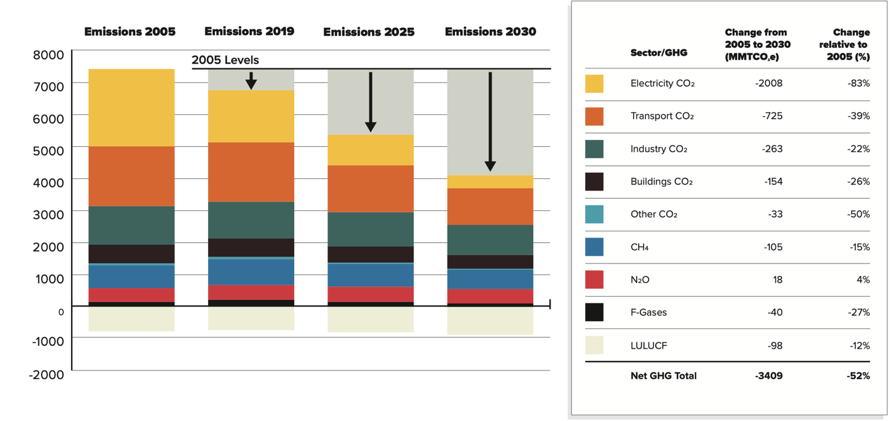 Emissions 2005 Emissions 2019 Emissions 2025 Emissions 2030
2005 Levels
8000
7000
6000
5000
4000
3000
2000
1000
0
-1000
-2000
Sector/GHG Change from 2005 to 2030 (MMTCO₂e) Change relative to 2005 (%)
Electricity CO₂ -2008 -83%
Transport CO₂ -725 -39%
Industry CO₂ -263 -22%
Buildings CO₂ -154 -26%
Other CO₂ -33 -50%
CH₄ -105 -15%
N₂O 18 4%
F-Gases -40 -27%
LULUCF -98 -12%
Net GHG Total -3409 -52%